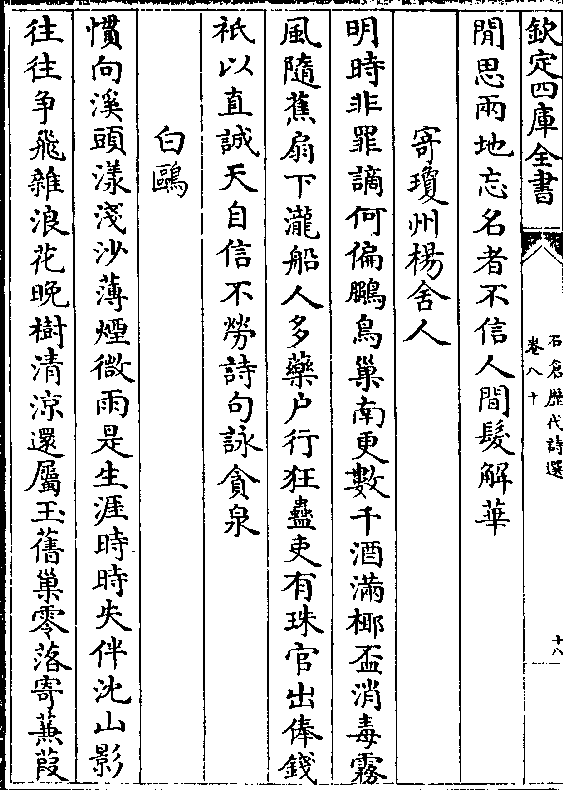 欽定四庫全書
石倉歷代詩選
卷八十
十八
閒思兩地忘名者不信人間髮解華
寄瓊州楊舍人
明時非罪謫何偏鵩鳥巢南更數千酒滿椰盃消毒霧
風隨蕉扇下瀧船人多藥户行狂蠱吏有珠官出俸錢
祇以直誠天自信不勞詩句詠貪泉
白鷗
慣向溪頭漾淺沙薄煙微雨是生涯時時失伴沈山影
往往争飛雜浪花晚樹清涼還屬玉舊巢零落寄蒹葭